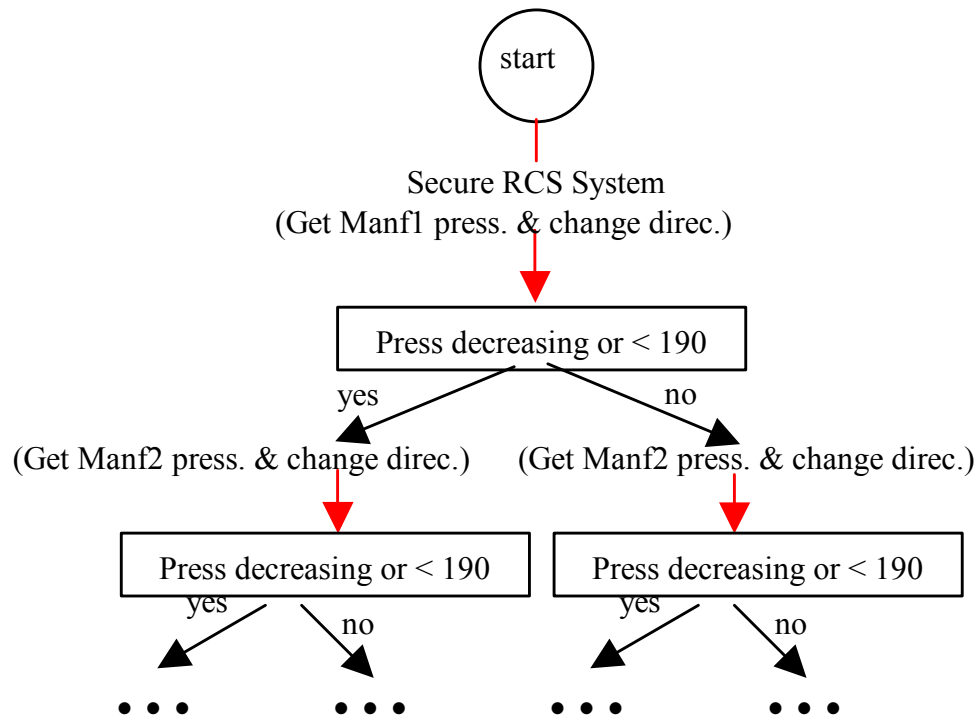 start
Secure RCS System
(Get Manf1 press. & change direc.)
Press decreasing or < 190
yes
no
(Get Manf2 press. & change direc.)
(Get Manf2 press. & change direc.)
Press decreasing or < 190
Press decreasing or < 190
yes
no
yes
no
• • •
• • •
• • •
• • •